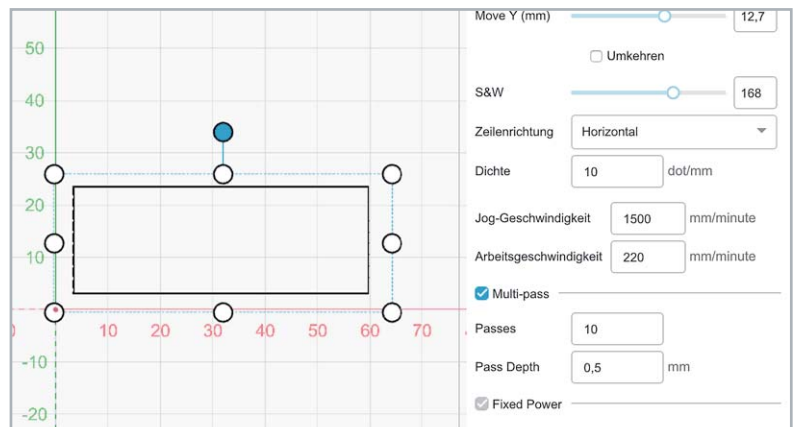 Move Y (mm) 12,7
50
Umkehren
40
S&W 168
Zeilenrichtung Horizontal
30
Dichte 10 dot/mm
20
Jog-Geschwindigkeit 1500 mm/minute
10
Arbeitsgeschwindigkeit 220 mm/minute
Multi-pass
10 20 30 40 50 60 70
Passes 10
-10
Pass Depth 0,5 mm
Fixed Power
-20